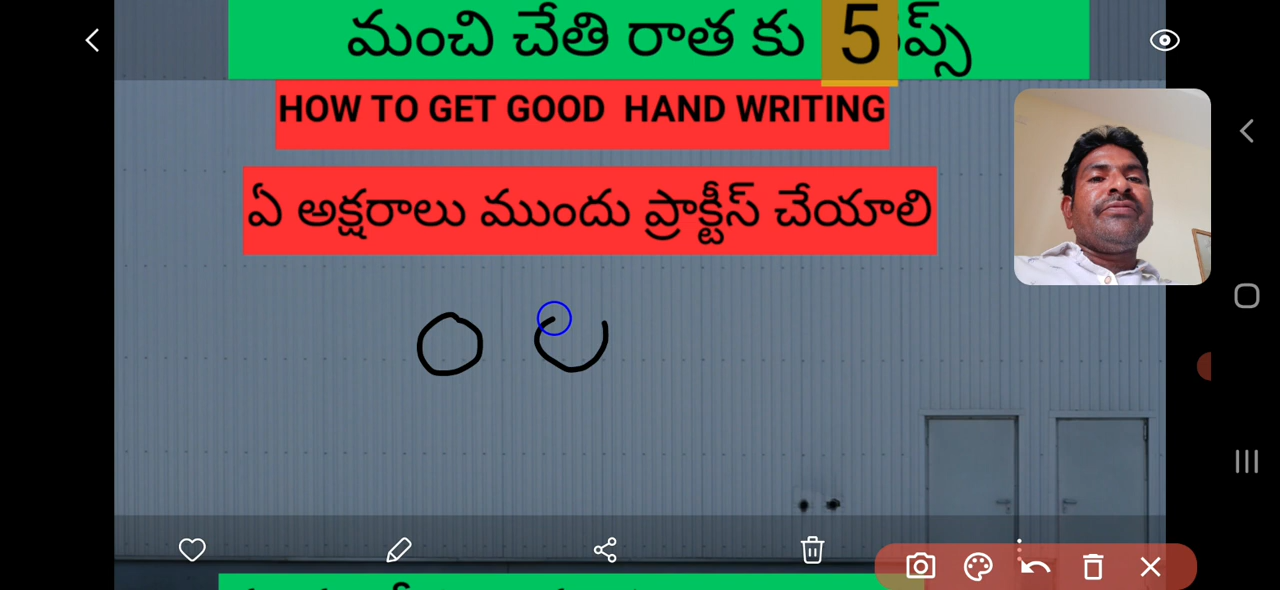 మంచి చేతి రాత కు 5 ప్స్
HOW TO GET GOOD HAND WRITING
ఏ అక్షరాలు ముందు ప్రాక్టీస్ చేయాలి